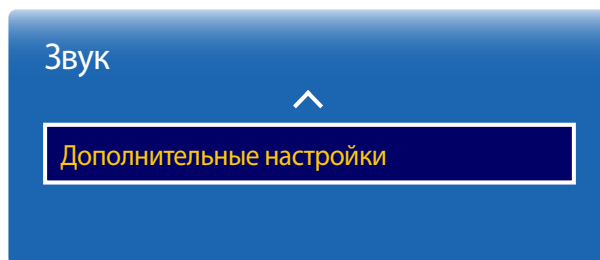 Звук
Дополнительные настройки